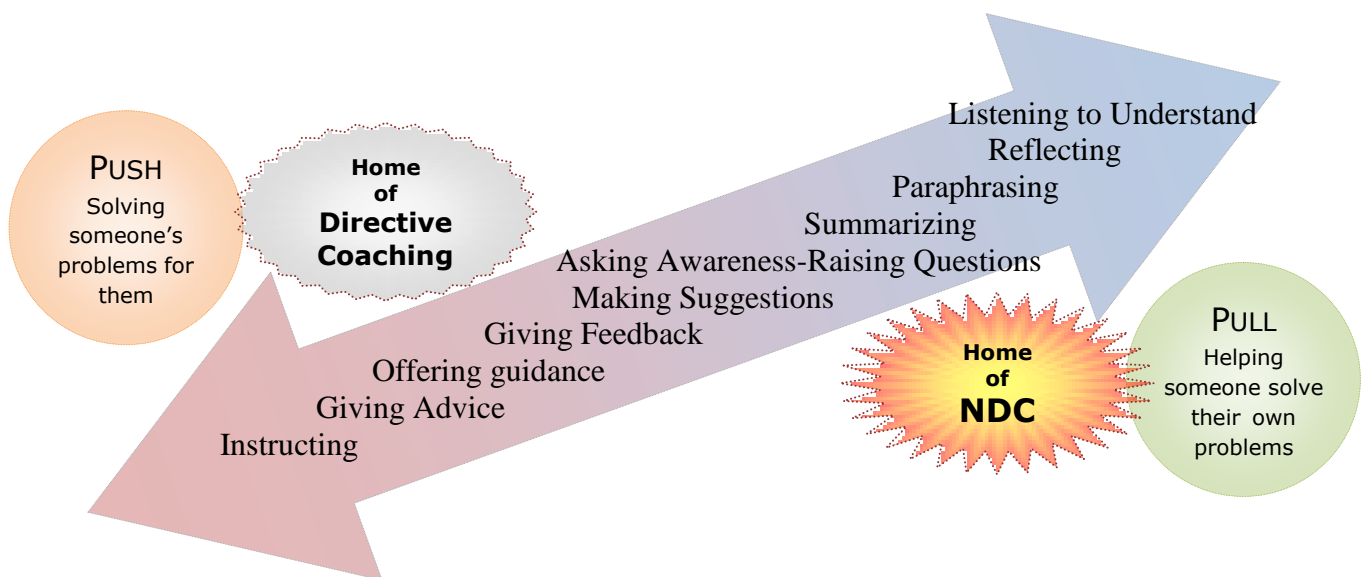 PUSH
Solving
someone's
problems for
them
Home
of
Directive
Coaching
Listening to Understand
Reflecting
Paraphrasing
Summarizing
Asking Awareness-Raising Questions
Making Suggestions
Giving Feedback
Offering guidance
Giving Advice
Instructing
Home
of
NDC
PULL
Helping
someone solve
their own
problems